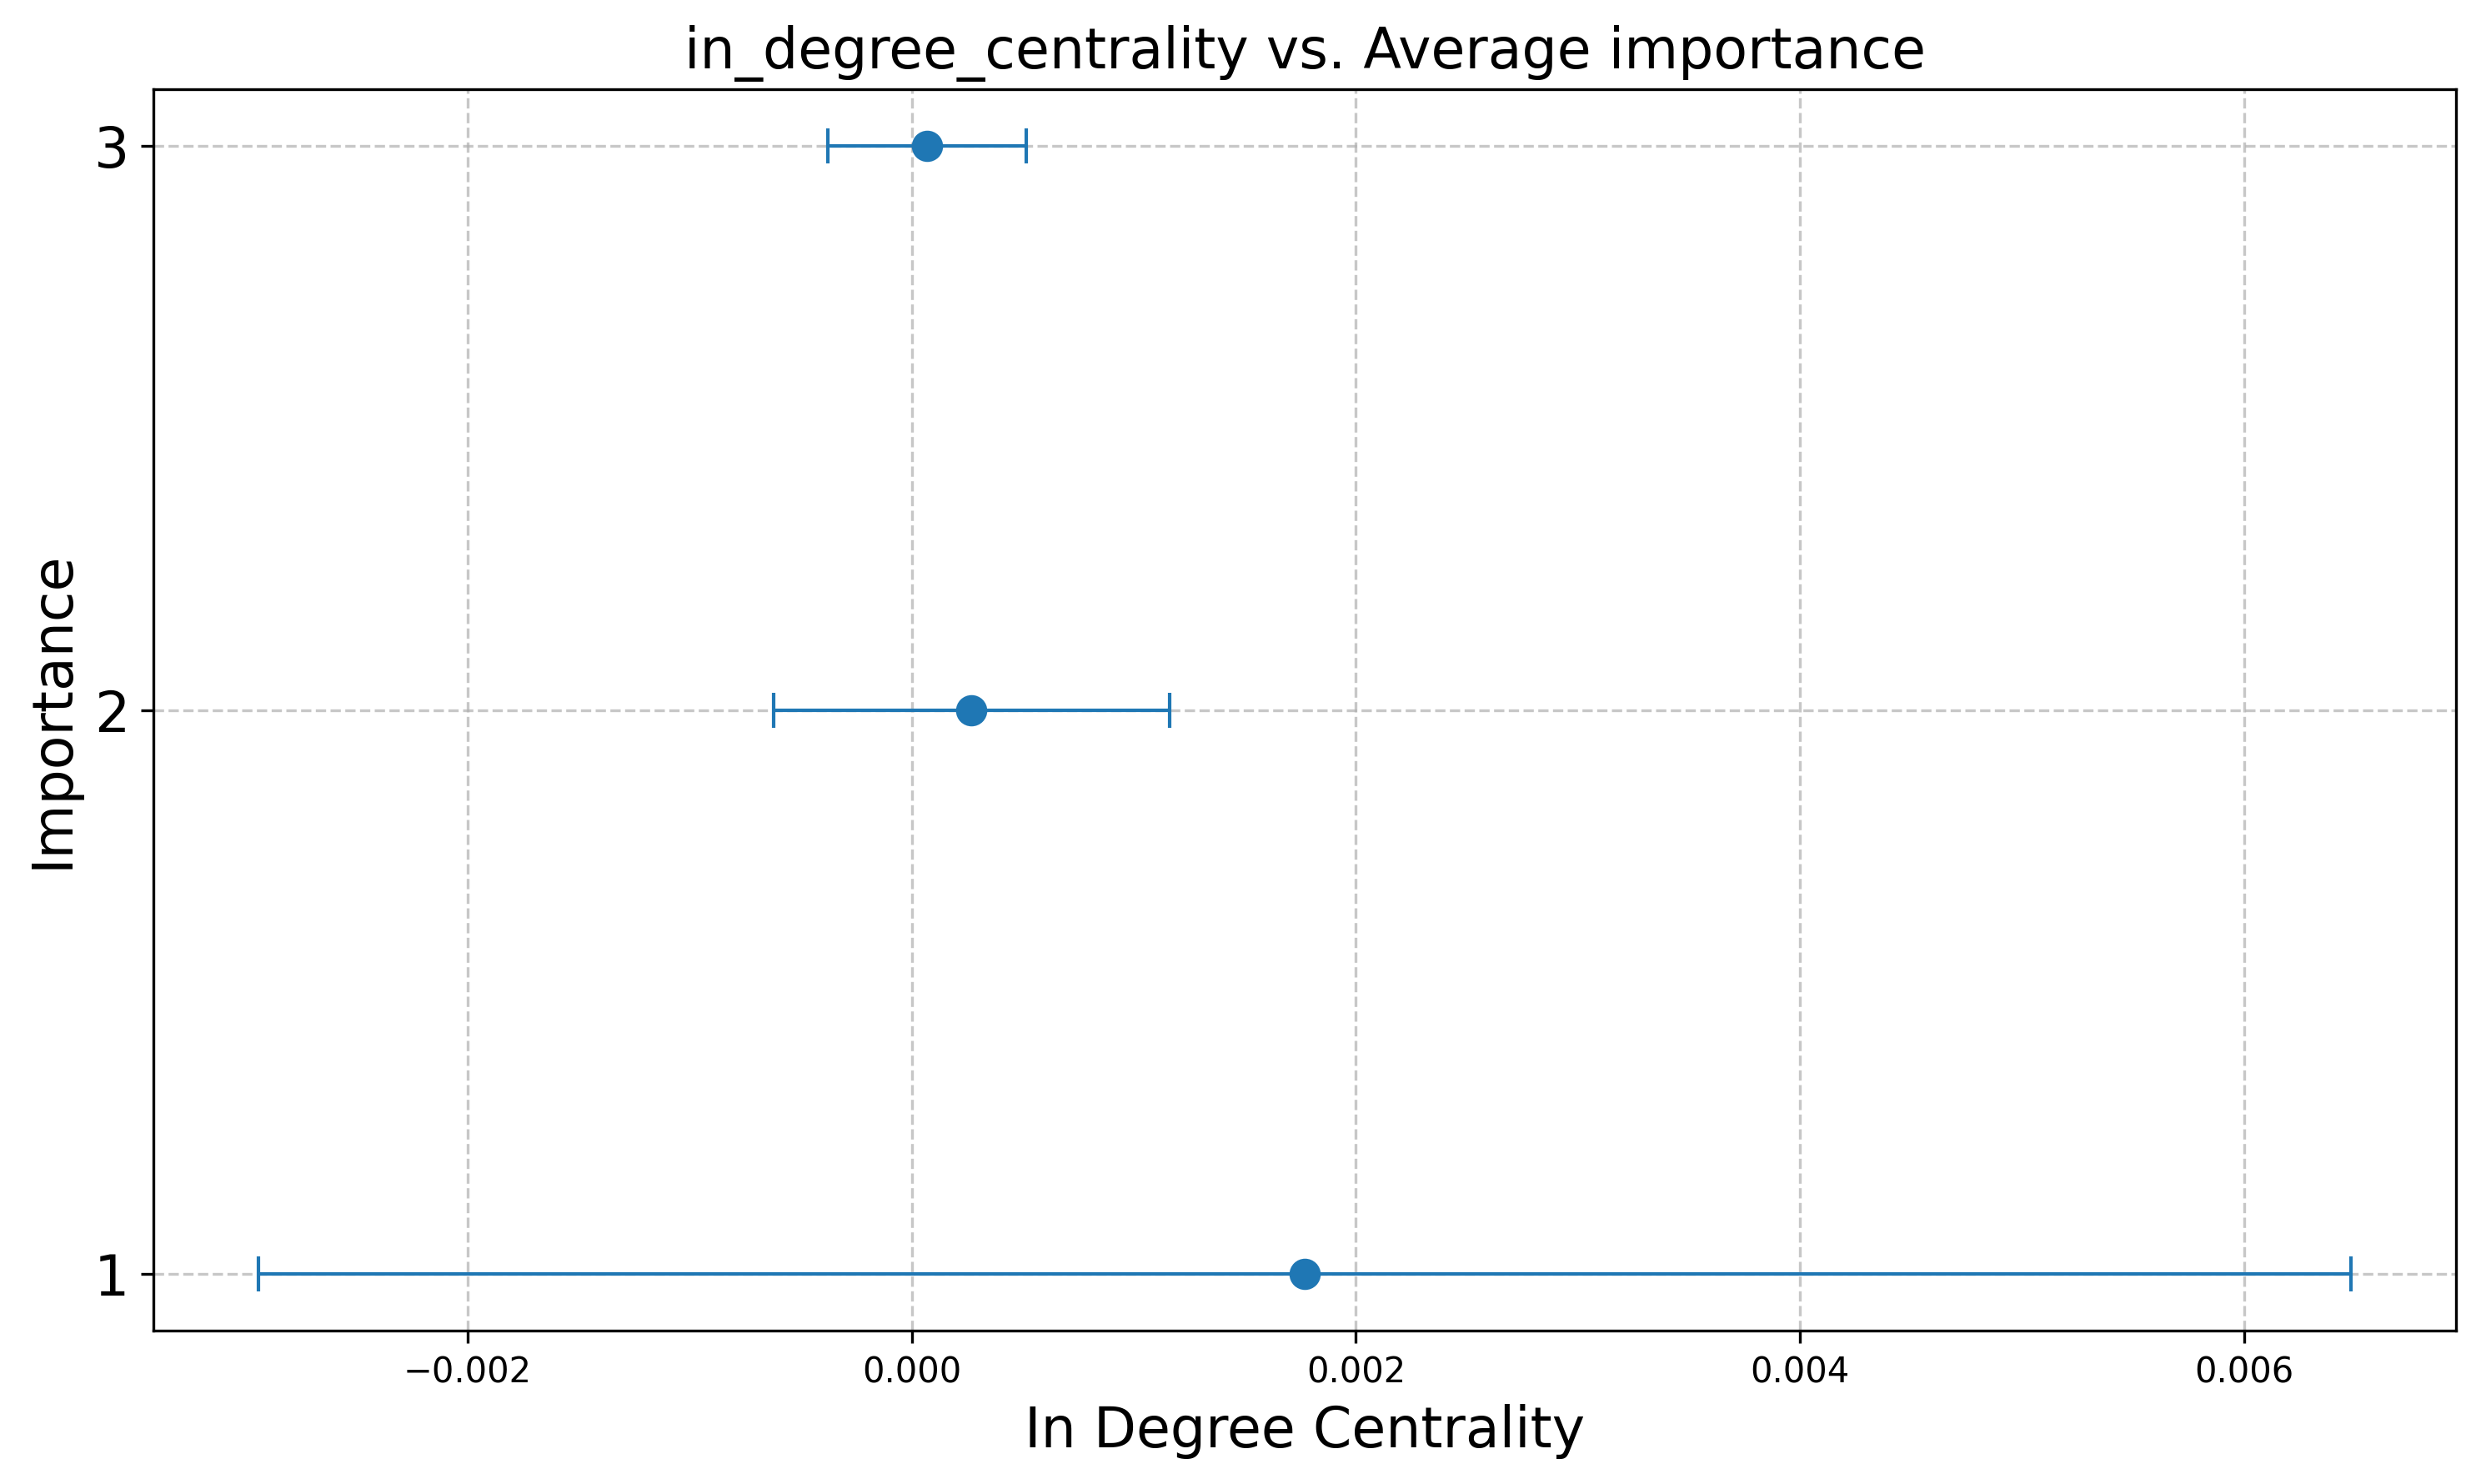 in_degree_centrality vs. Average importance
3
2
1
Importance
−0.002
0.000
0.002
0.004
0.006
In Degree Centrality